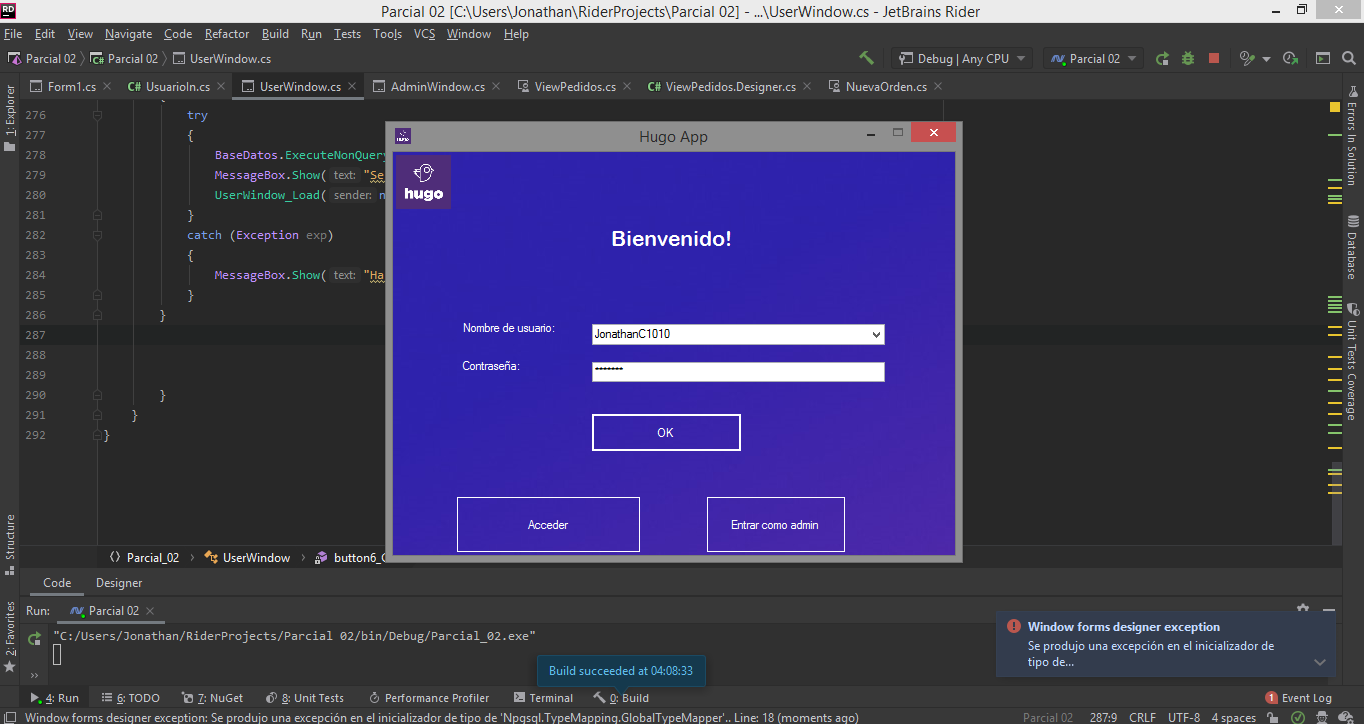 RD
Parcial 02 [C:\Users\Jonathan\RiderProjects\Parcial 02] - ...\UserWindow.cs - JetBrains Rider
File Edit View Navigate Code Refactor Build Run Tests Tools VCS Window Help
Parcial 02 Parcial 02 UserWindow.cs
Debug | Any CPU Parcial 02
Form1.cs C# UsuarioIn.cs UserWindow.cs AdminWindow.cs ViewPedidos.cs C# ViewPedidos.Designer.cs NuevaOrden.cs
1: Explorer
Structure
2: Favorites
276 try
277 {
278 BaseDatos.ExecuteNonQuery
279 MessageBox.Show( text: "Se
280 UserWindow_Load( sender: n
281 }
282 catch (Exception exp)
283 {
284 MessageBox.Show( text: "Ha
285 }
286 }
287
288
289
290 }
291 }
292 }
Hugo App
hugo
Bienvenido!
Nombre de usuario: JonathanC1010
Contraseña: *******
OK
Acceder Entrar como admin
Errors In Solution
Database
Unit Tests Coverage
Parcial_02 UserWindow button6_C
Code Designer
Run: Parcial 02
"C:/Users/Jonathan/RiderProjects/Parcial 02/bin/Debug/Parcial_02.exe"
Window forms designer exception
Se produjo una excepción en el inicializador de
tipo de...
Build succeeded at 04:08:33
4: Run 6: TODO 7: NuGet 8: Unit Tests Performance Profiler Terminal 0: Build 1 Event Log
Window forms designer exception: Se produjo una excepción en el inicializador de tipo de 'Npgsql.TypeMapping.GlobalTypeMapper'.. Line: 18 (moments ago) Parcial 02 287:9 CRLF UTF-8 4 spaces